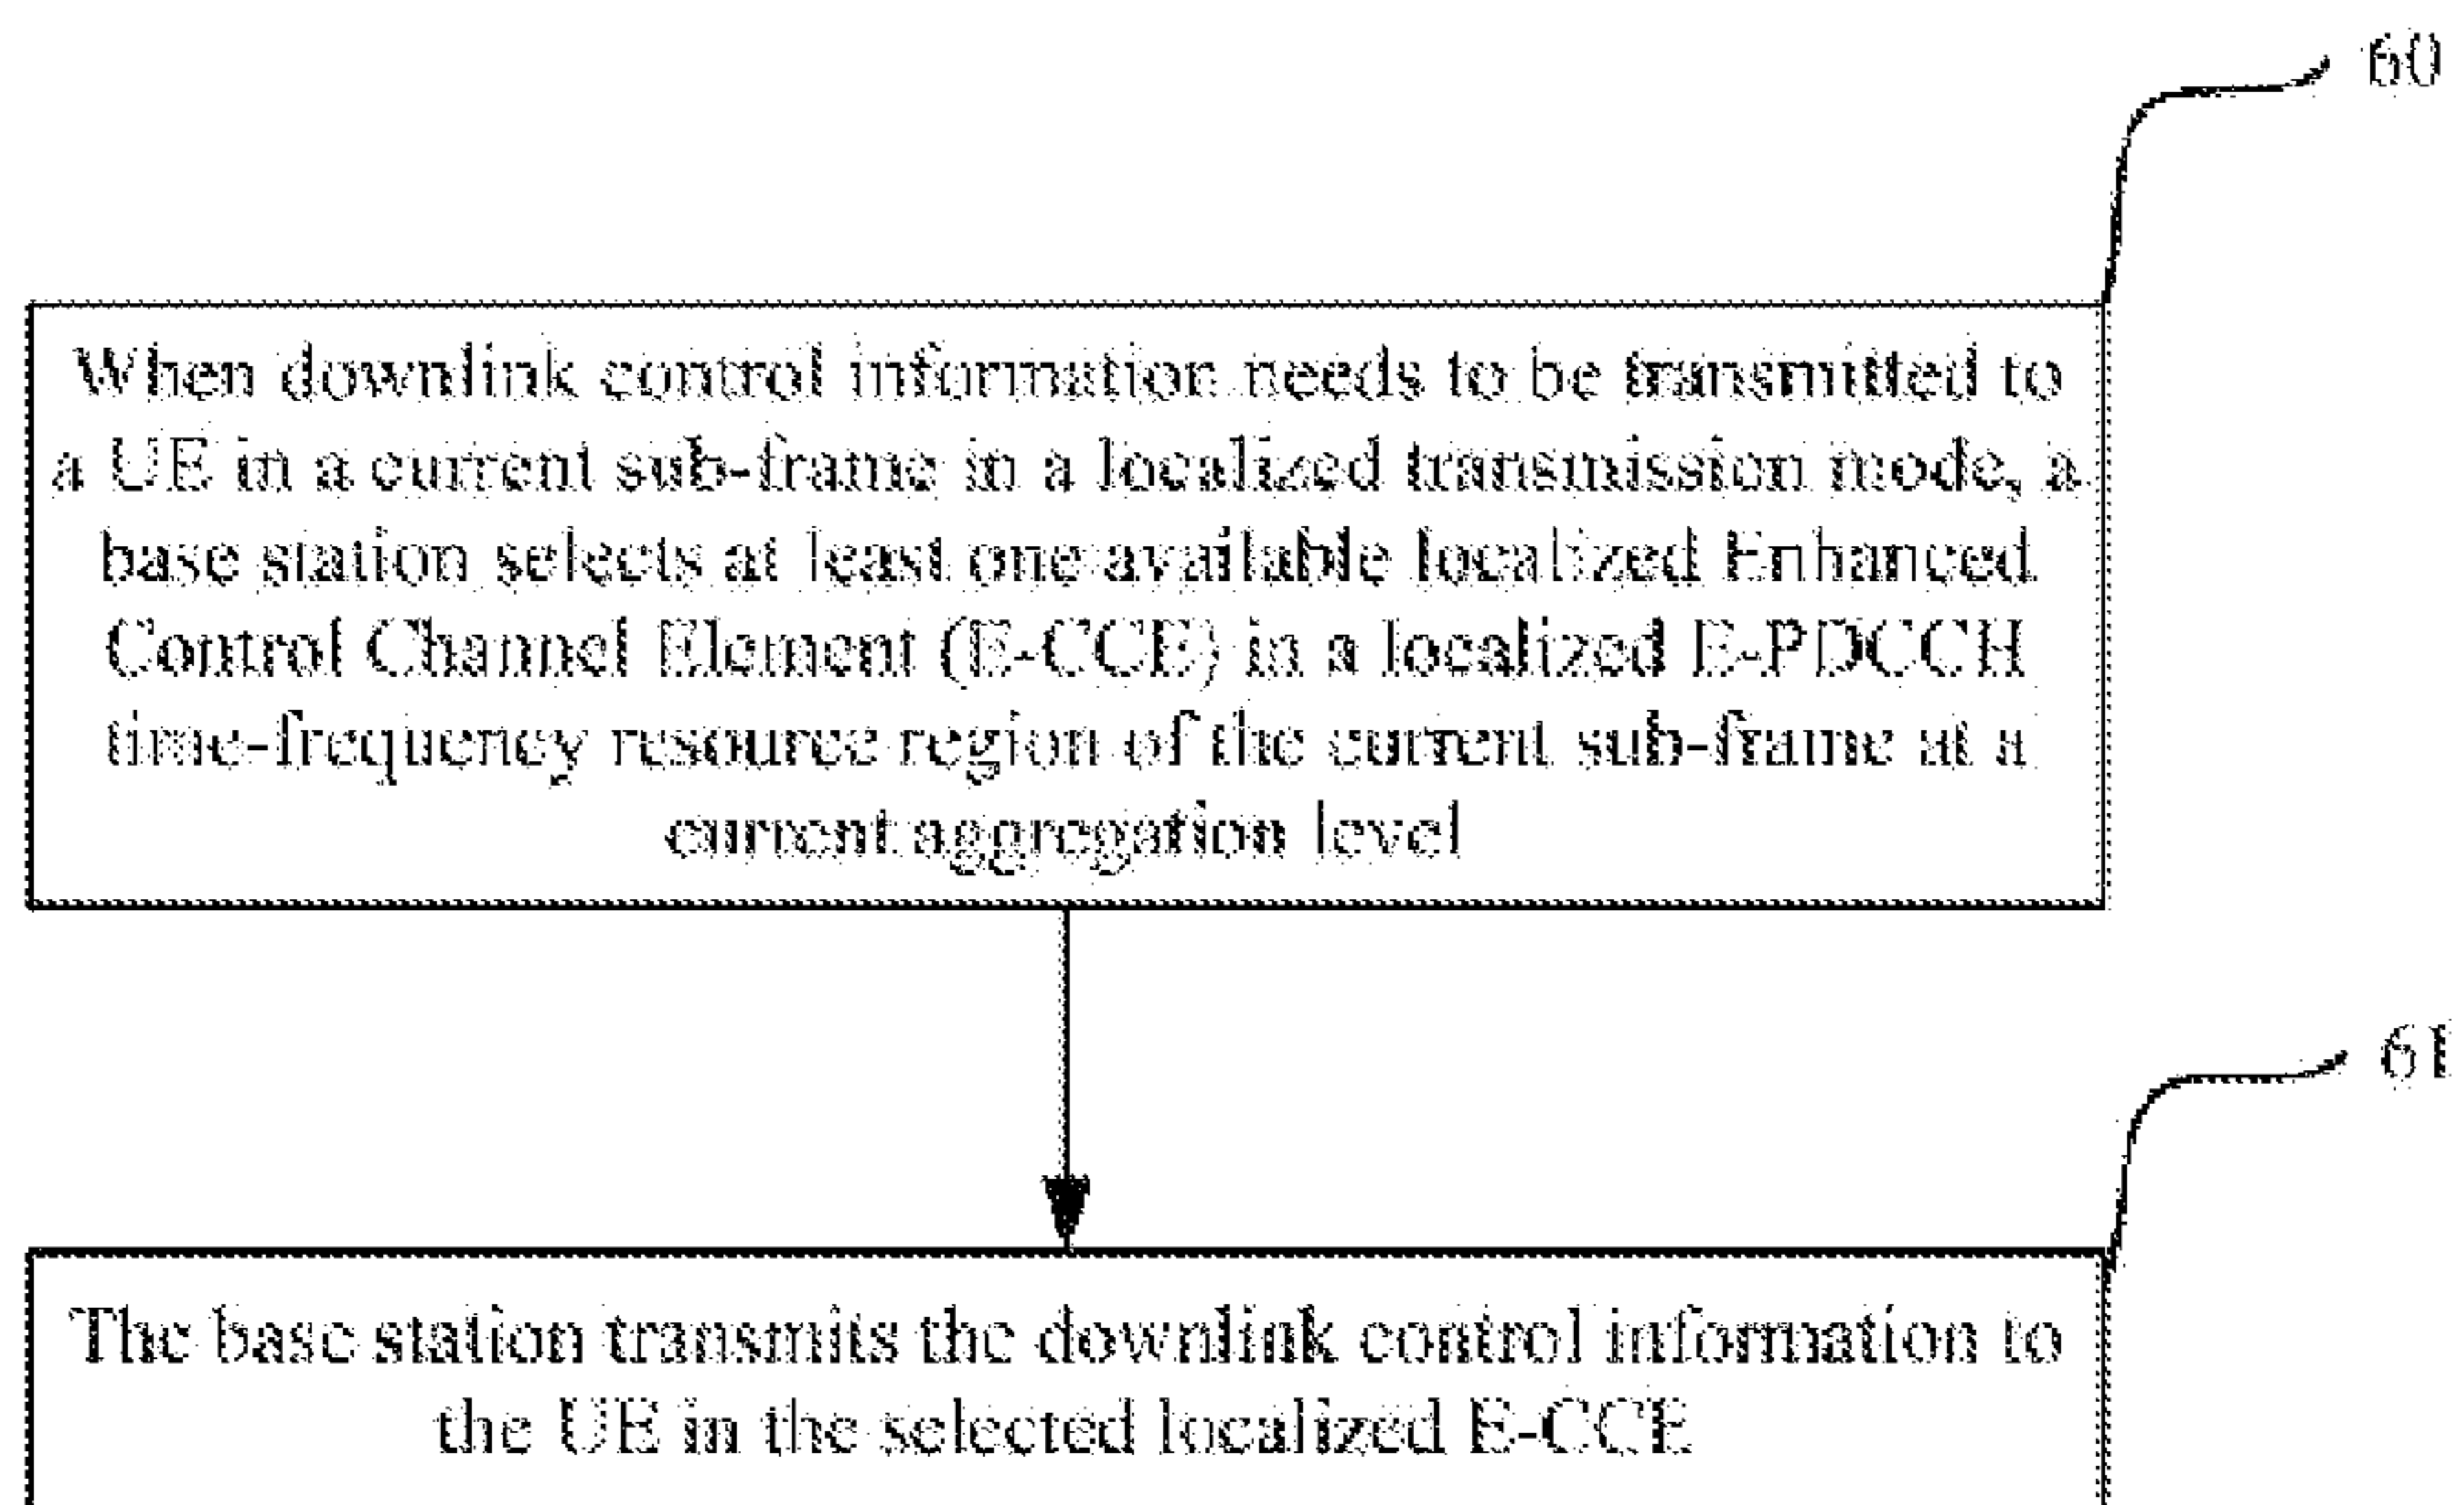 60
When downlink control information needs to be transmitted to
a UE in a current sub-frame in a localized transmission mode, a
base station selects at least one available localized Enhanced
Control Channel Element (E-CCE) in a localized E-PDCCH
time-frequency resource region of the current sub-frame at a
current aggregation level
61
The base station transmits the downlink control information to
the UE in the selected localized E-CCE